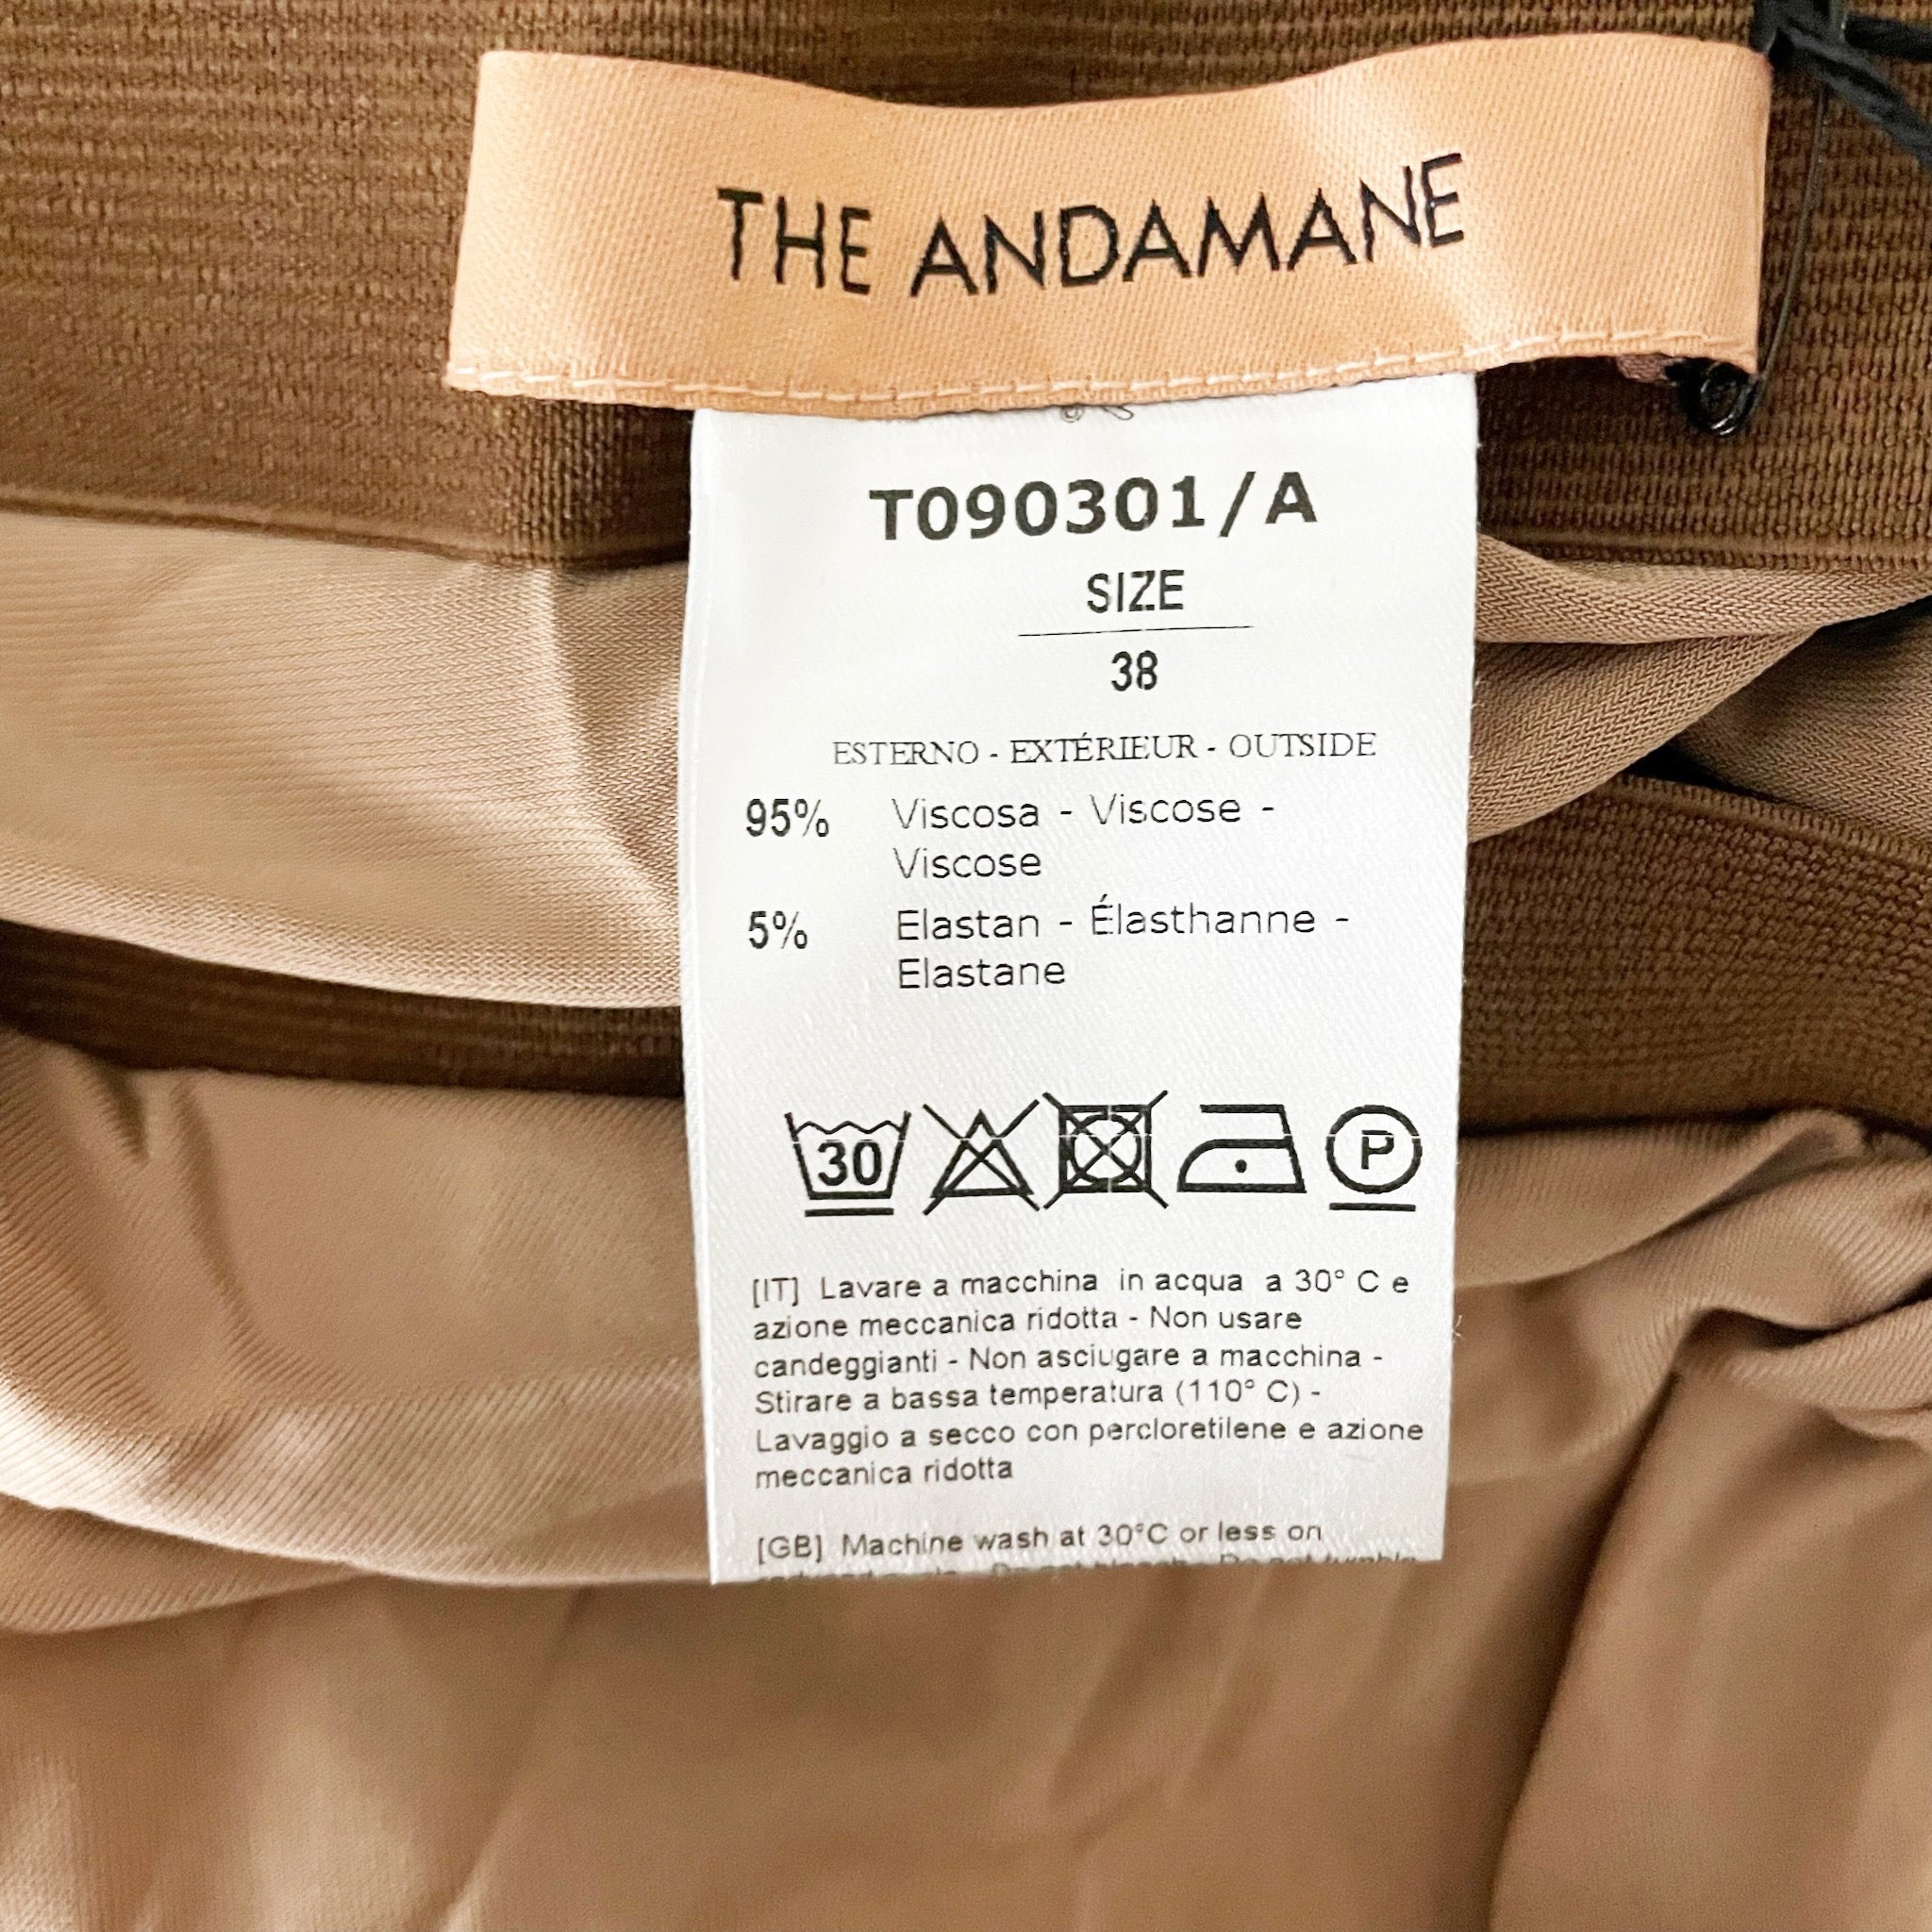 THE ANDAMANE
T090301/A
SIZE
38
ESTERNO - EXTÉRIEUR - OUTSIDE
95% Viscosa - Viscose -
Viscose
5% Elastan - Élasthanne -
Elastane
30 P
[IT] Lavare a macchina in acqua a 30° C e
azione meccanica ridotta - Non usare
candeggianti - Non asciugare a macchina -
Stirare a bassa temperatura (110° C) -
Lavaggio a secco con percloretilene e azione
meccanica ridotta
[GB] Machine wash at 30°C or less on